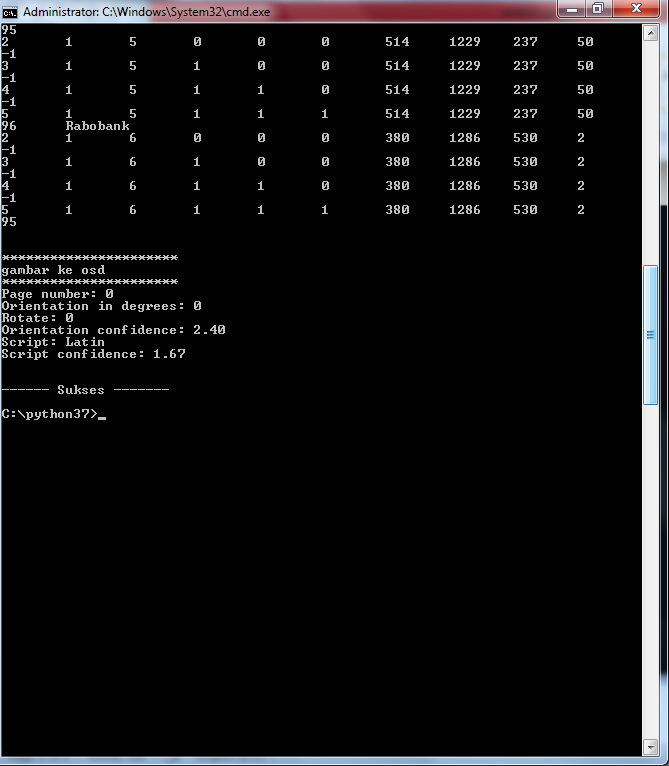 Administrator: C:\Windows\System32\cmd.exe
95
2 1 5 0 0 0 514 1229 237 50
-1
3 1 5 1 0 0 514 1229 237 50
-1
4 1 5 1 1 0 514 1229 237 50
-1
5 1 5 1 1 1 514 1229 237 50
96 Rabobank
2 1 6 0 0 0 380 1286 530 2
-1
3 1 6 1 0 0 380 1286 530 2
-1
4 1 6 1 1 0 380 1286 530 2
-1
5 1 6 1 1 1 380 1286 530 2
95
**********************
gambar ke osd
**********************
Page number: 0
Orientation in degrees: 0
Rotate: 0
Orientation confidence: 2.40
Script: Latin
Script confidence: 1.67
------ Sukses -------
C:\python37>_